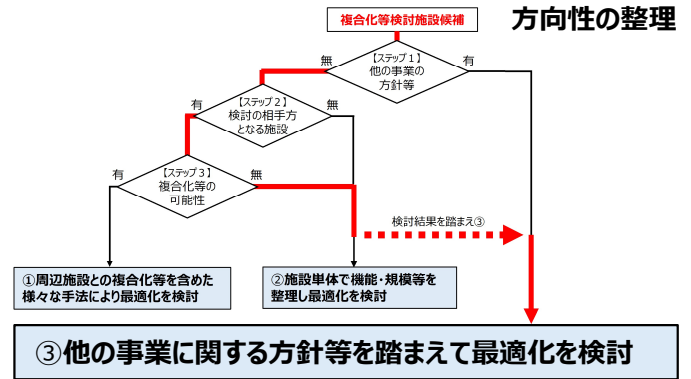 方向性の整理
複合化等検討施設候補
【ステップ1】
他の事業の
方針等
無
有
【ステップ2】
検討の相手方
となる施設
有
無
【ステップ3】
複合化等の
可能性
有
無
検討結果を踏まえ③
①周辺施設との複合化等を含めた
様々な手法により最適化を検討
②施設単体で機能・規模等を
整理し最適化を検討
③他の事業に関する方針等を踏まえて最適化を検討